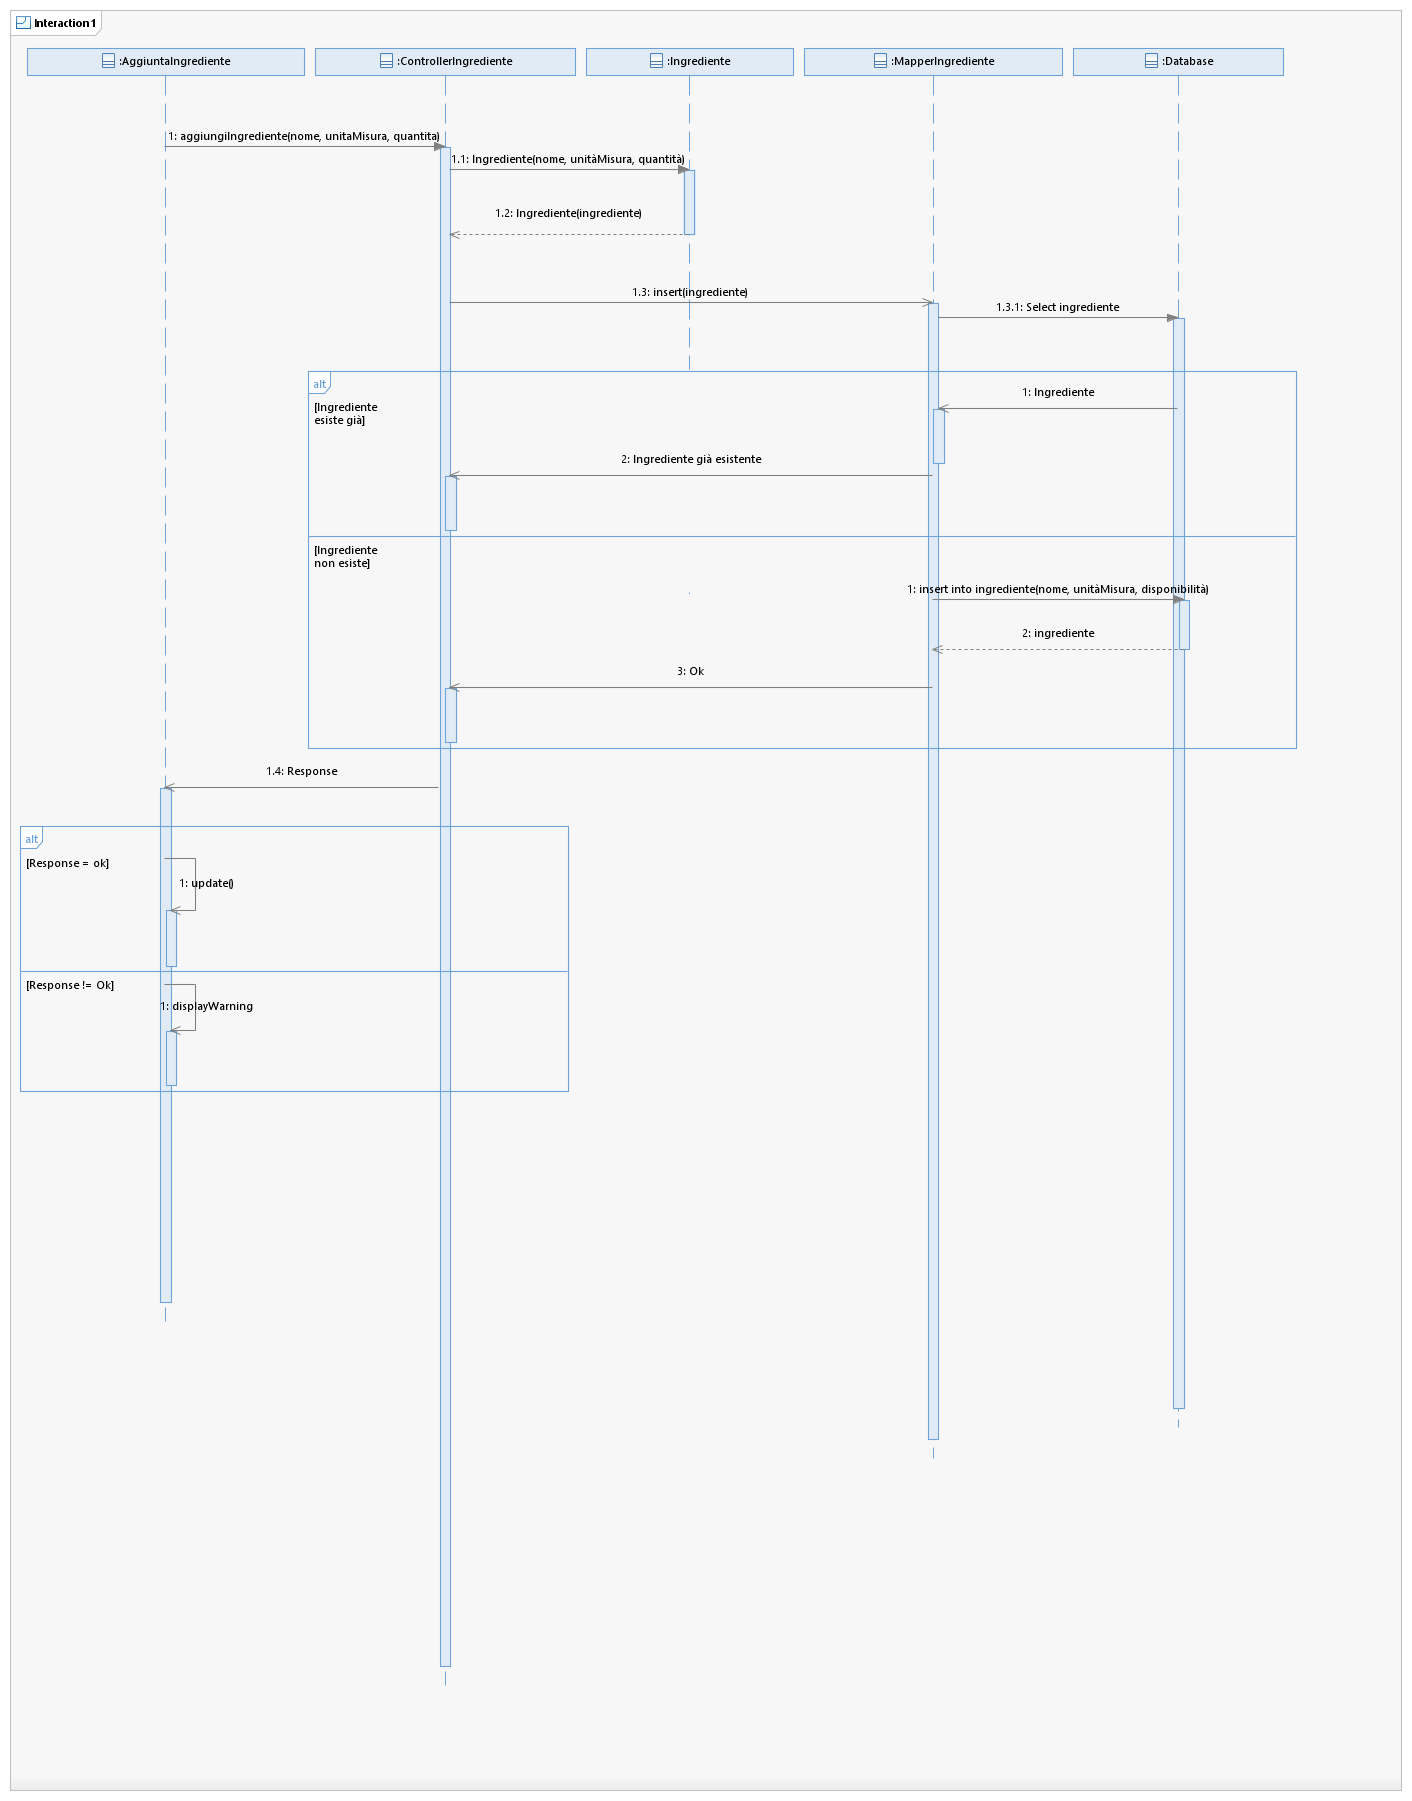 Interaction1
:AggiuntaIngrediente
:ControllerIngrediente
:Ingrediente
:MapperIngrediente
:Database
1: aggiungiIngrediente(nome, unitaMisura, quantita)
1.1: Ingrediente(nome, unitàMisura, quantità)
1.2: Ingrediente(ingrediente)
1.3: insert(ingrediente)
1.3.1: Select ingrediente
alt
[Ingrediente
esiste già]
1: Ingrediente
2: Ingrediente già esistente
[Ingrediente
non esiste]
1: insert into ingrediente(nome, unitàMisura, disponibilità)
2: ingrediente
3: Ok
1.4: Response
alt
[Response = ok]
1: update()
[Response != Ok]
1: displayWarning